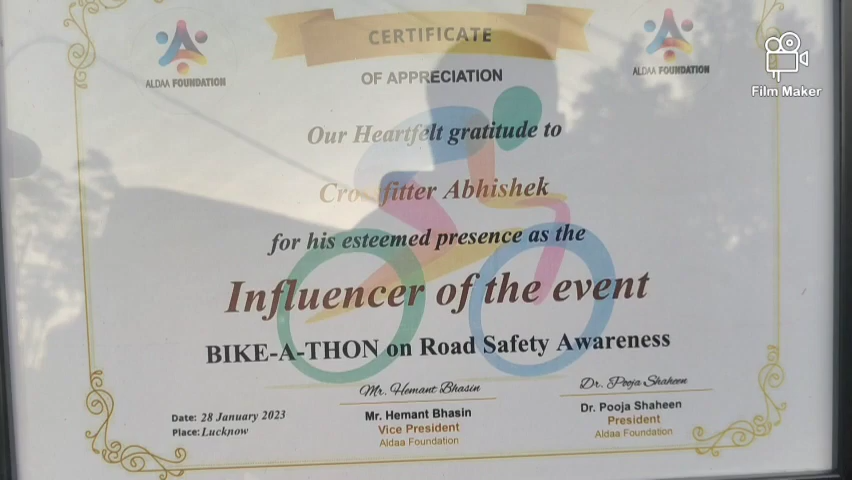 CERTIFICATE
OF APPRECIATION
ALDAA FOUNDATION
ALDAA FOUNDATION
Film Maker
Our Heartfelt gratitude to
Crossfitter Abhishek
for his esteemed presence as the
Influencer of the event
BIKE-A-THON on Road Safety Awareness
Mr. Hemant Bhasin
Dr. Pooja Shaheen
Date: 28 January 2023
Place: Lucknow
Mr. Hemant Bhasin
Vice President
Aldaa Foundation
Dr. Pooja Shaheen
President
Aldaa Foundation